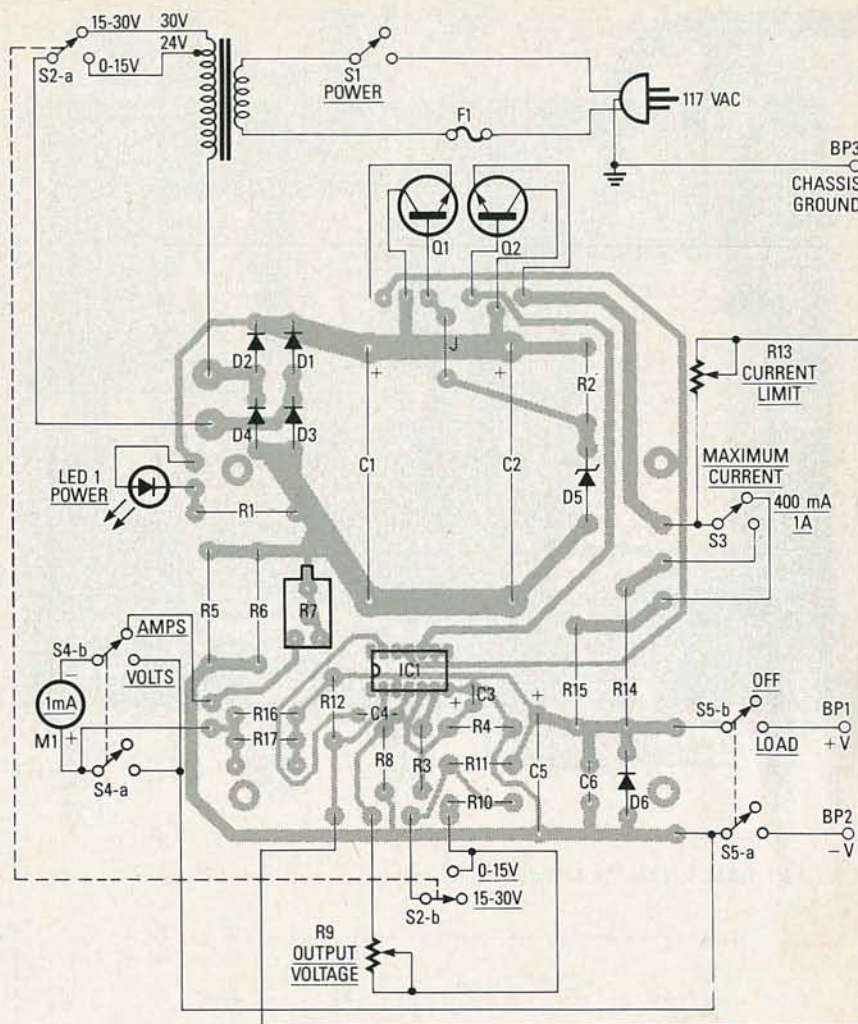 15-30V 30V
24V
S2-a
0-15V
S1
POWER
117 VAC
F1
BP3
CHASSIS
GROUND
Q1
Q2
J
D2
D1
R13
CURRENT
LIMIT
+
+
R2
D4
D3
C1
C2
MAXIMUM
CURRENT
LED 1
POWER
D5
400 mA
1A
R1
S3
R5
R6
R7
AMPS
S4-b
IC1
VOLTS
R15
R14
OFF
−
1mA
R12
+
C3
+
S5-b
BP1
R16
C4
R4
M1
+
R17
LOAD
+V
R8
R3
R11
C5
C6
S4-a
D6
R10
BP2
S5-a
−V
0-15V
15-30V
S2-b
R9
OUTPUT
VOLTAGE